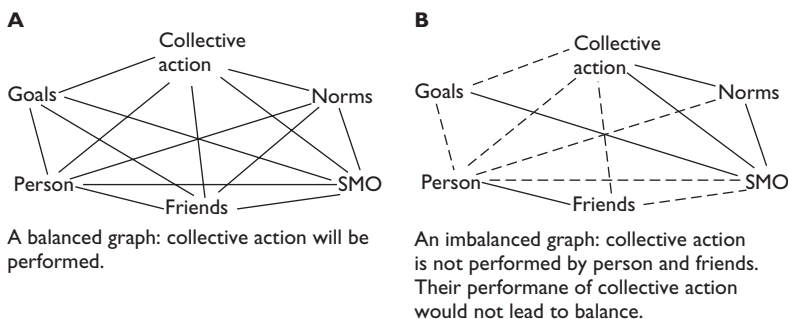 A
Collective
action
Goals
Norms
Person
SMO
Friends
A balanced graph: collective action will be
performed.
B
Collective
action
Goals
Norms
Person
SMO
Friends
An imbalanced graph: collective action
is not performed by person and friends.
Their performane of collective action
would not lead to balance.